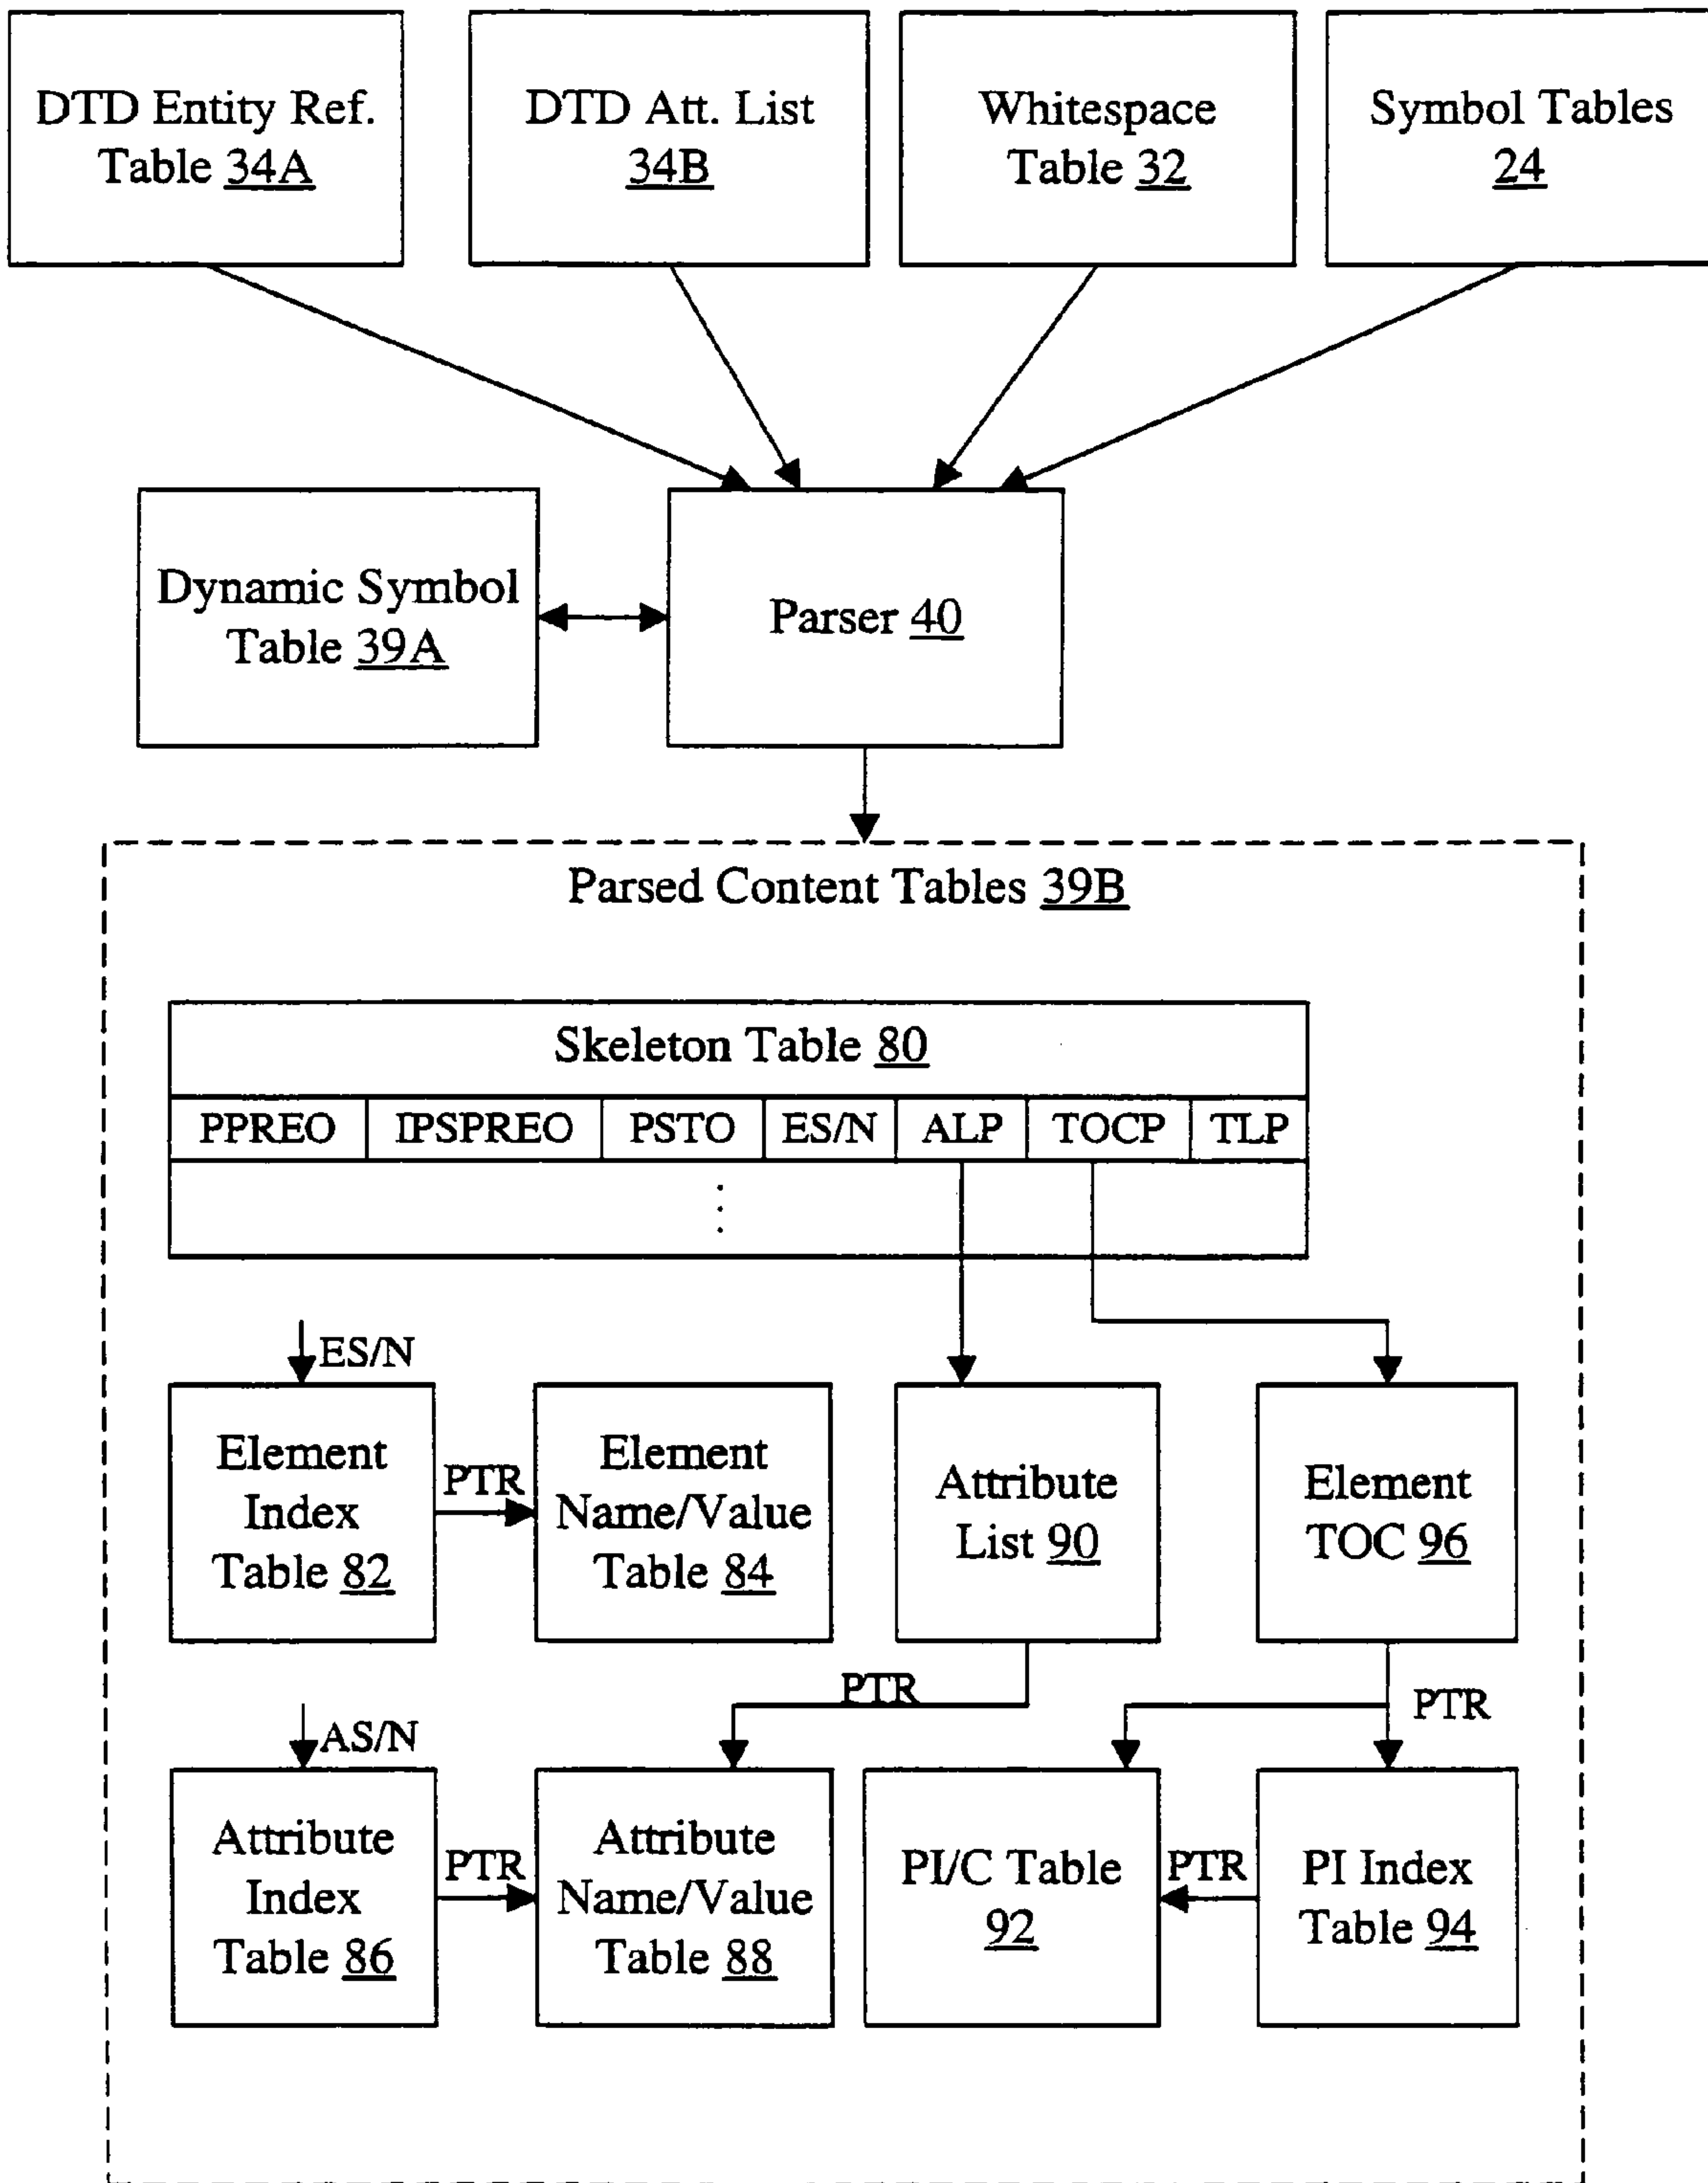 DTD Entity Ref.
Table 34A
DTD Att. List
34B
Whitespace
Table 32
Symbol Tables
24
Dynamic Symbol
Table 39A
Parser 40
Parsed Content Tables 39B
Skeleton Table 80
PPREO IPSPREO PSTO ES/N ALP TOCP TLP
ES/N
Element
Index
Table 82
PTR
Element
Name/Value
Table 84
Attribute
List 90
Element
TOC 96
PTR
PTR
AS/N
Attribute
Index
Table 86
PTR
Attribute
Name/Value
Table 88
PI/C Table
92
PTR
PI Index
Table 94